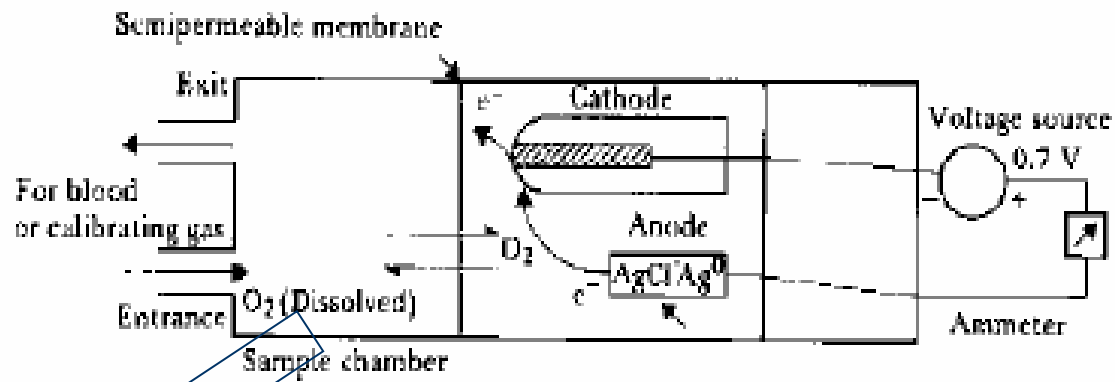 Semipermeable membrane
Exit
e⁻
Cathode
Voltage source
0.7 V
For blood
or calibrating gas
− +
Anode
D₂
AgCl Ag⁰
e⁻
O₂ (Dissolved)
Entrance
Ammeter
Sample chamber